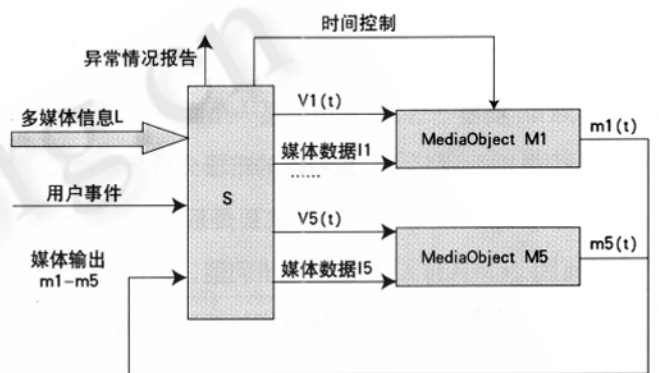 时间控制
异常情况报告
V1(t)
多媒体信息L
MediaObject M1
m1(t)
媒体数据I1
......
用户事件
S
V5(t)
媒体输出
m1-m5
MediaObject M5
m5(t)
媒体数据I5